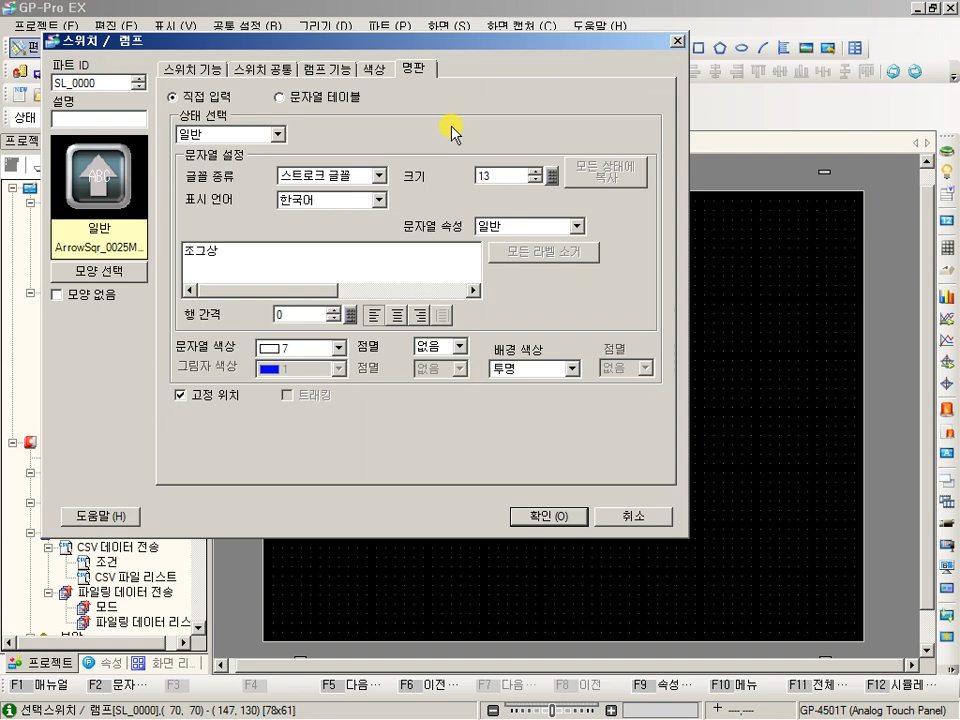 GP-Pro EX
프로젝트 (F) 편집 (E) 표시 (V) 공통 설정 (R) 그리기 (D) 파트 (P) 화면 (S) 화면 캡처 (C) 도움말 (H)
스위치 / 램프
파트 ID
SL_0000
설명
상태
프로젝
ABC
일반
ArrowSqr_0025M...
모양 선택
모양 없음
스위치 기능 스위치 공통 램프 기능 색상 명판
직접 입력 문자열 테이블
상태 선택
일반
문자열 설정
글꼴 종류 스트로크 글꼴 크기 13 모든 상태에 복사
표시 언어 한국어
문자열 속성 일반
조그상
모든 라벨 소거
행 간격 0
문자열 색상 7 점멸 없음 배경 색상 점멸
그림자 색상 1 점멸 없음 투명 없음
고정 위치 트래킹
도움말 (H) 확인 (O) 취소
CSV 데이터 전송
조건
CSV 파일 리스트
파일링 데이터 전송
모드
파일링 데이터 리스
프로젝트 속성 화면 리...
F1 매뉴얼 F2 문자... F3 F4 F5 다음... F6 이전... F7 다음... F8 이전 F9 속성... F10 메뉴 F11 전체... F12 시뮬레...
선택스위치 / 램프[SL_0000],( 70, 70) - (147, 130) [78x61] GP-4501T (Analog Touch Panel)